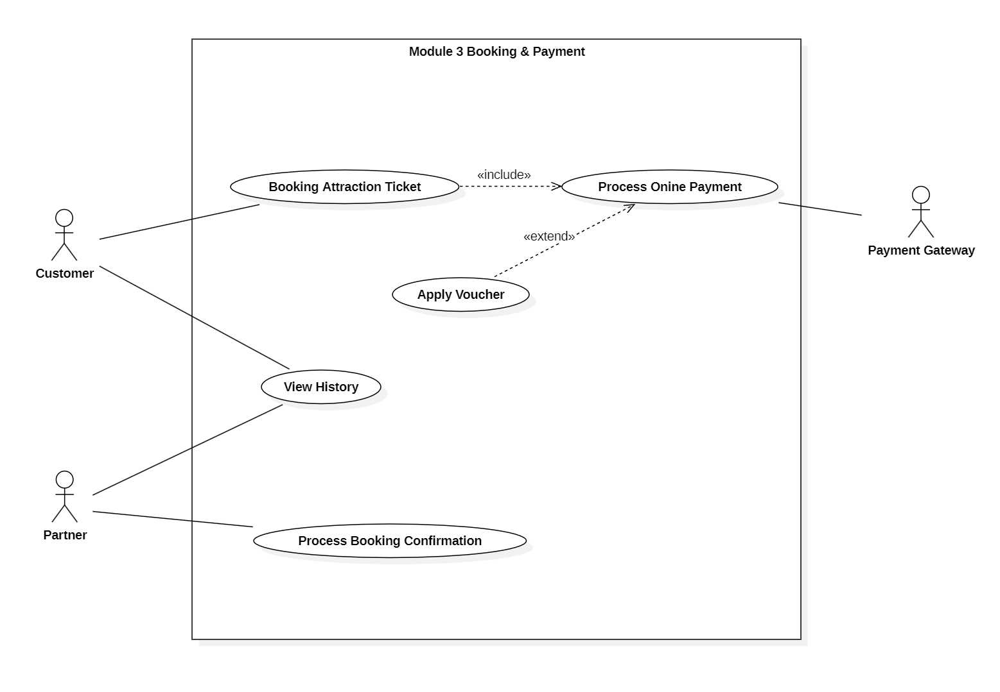 Module 3 Booking & Payment
«include»
Booking Attraction Ticket
Process Onine Payment
«extend»
Payment Gateway
Customer
Apply Voucher
View History
Partner
Process Booking Confirmation